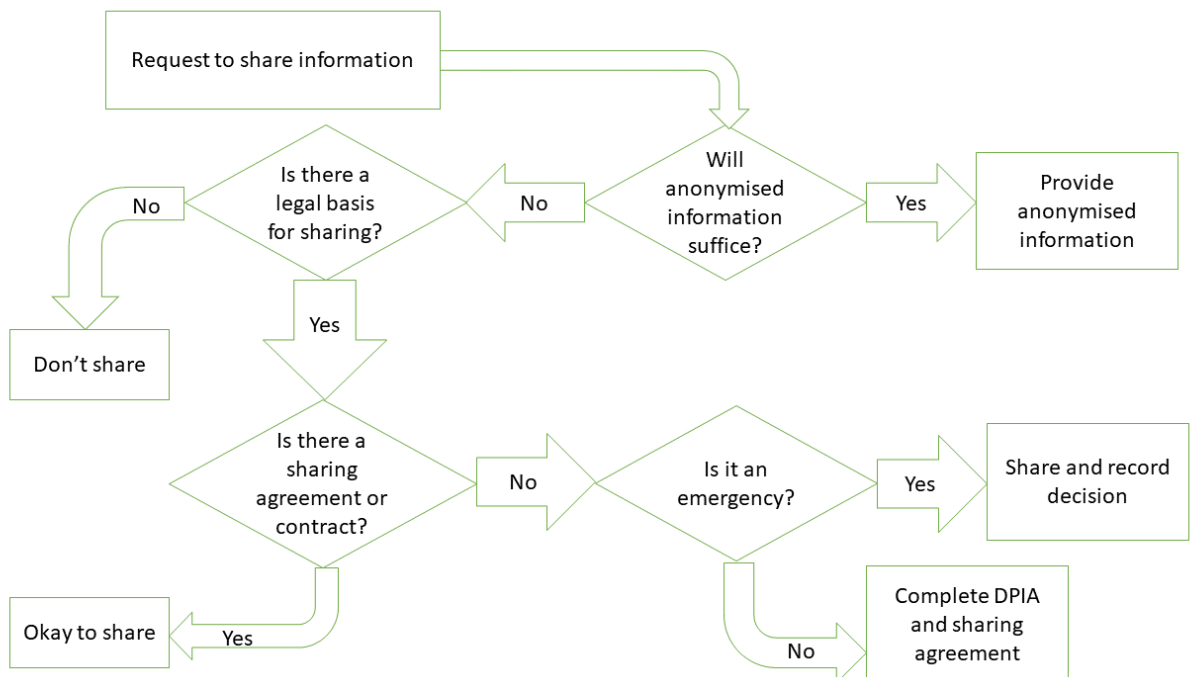 Request to share information
Will
anonymised
information
suffice?
Yes
Provide
anonymised
information
No
Is there a
legal basis
for sharing?
No
Don’t share
Yes
Is there a
sharing
agreement or
contract?
No
Is it an
emergency?
Yes
Share and record
decision
Yes
Okay to share
No
Complete DPIA
and sharing
agreement